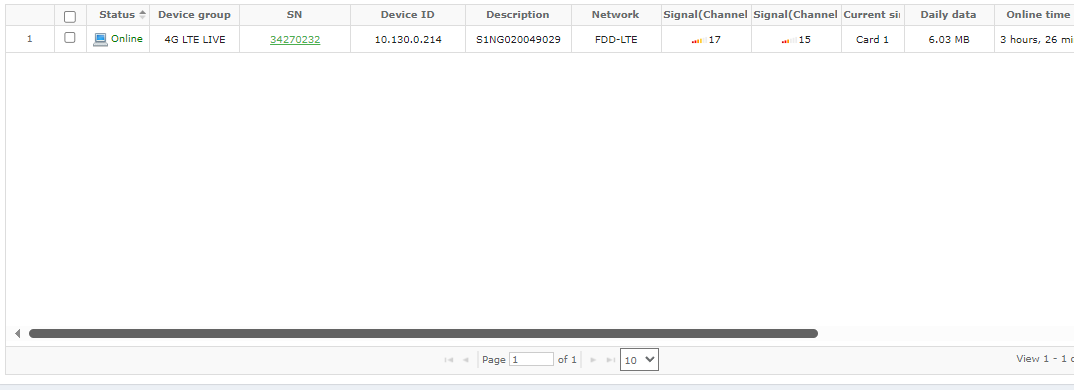 Status Device group SN Device ID Description Network Signal(Channel Signal(Channel Current si Daily data Online time
1 Online 4G LTE LIVE 34270232 10.130.0.214 S1NG020049029 FDD-LTE 17 15 Card 1 6.03 MB 3 hours, 26 mi
Page 1 of 1 10 View 1 - 1 o